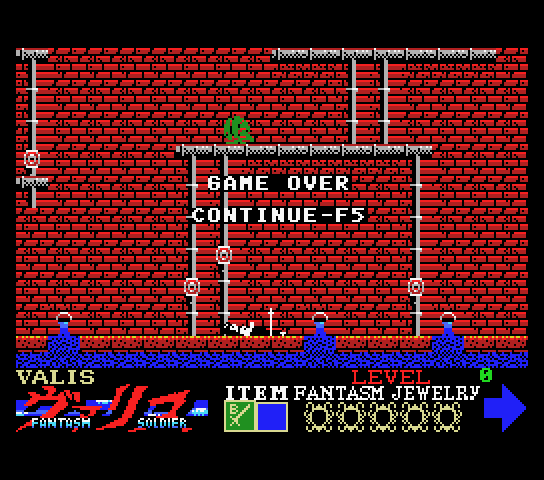 GAME OVER
CONTINUE-F5
VALIS
LEVEL 0
ヴァリス
FANTASM SOLDIER
ITEM
FANTASM JEWELRY
B